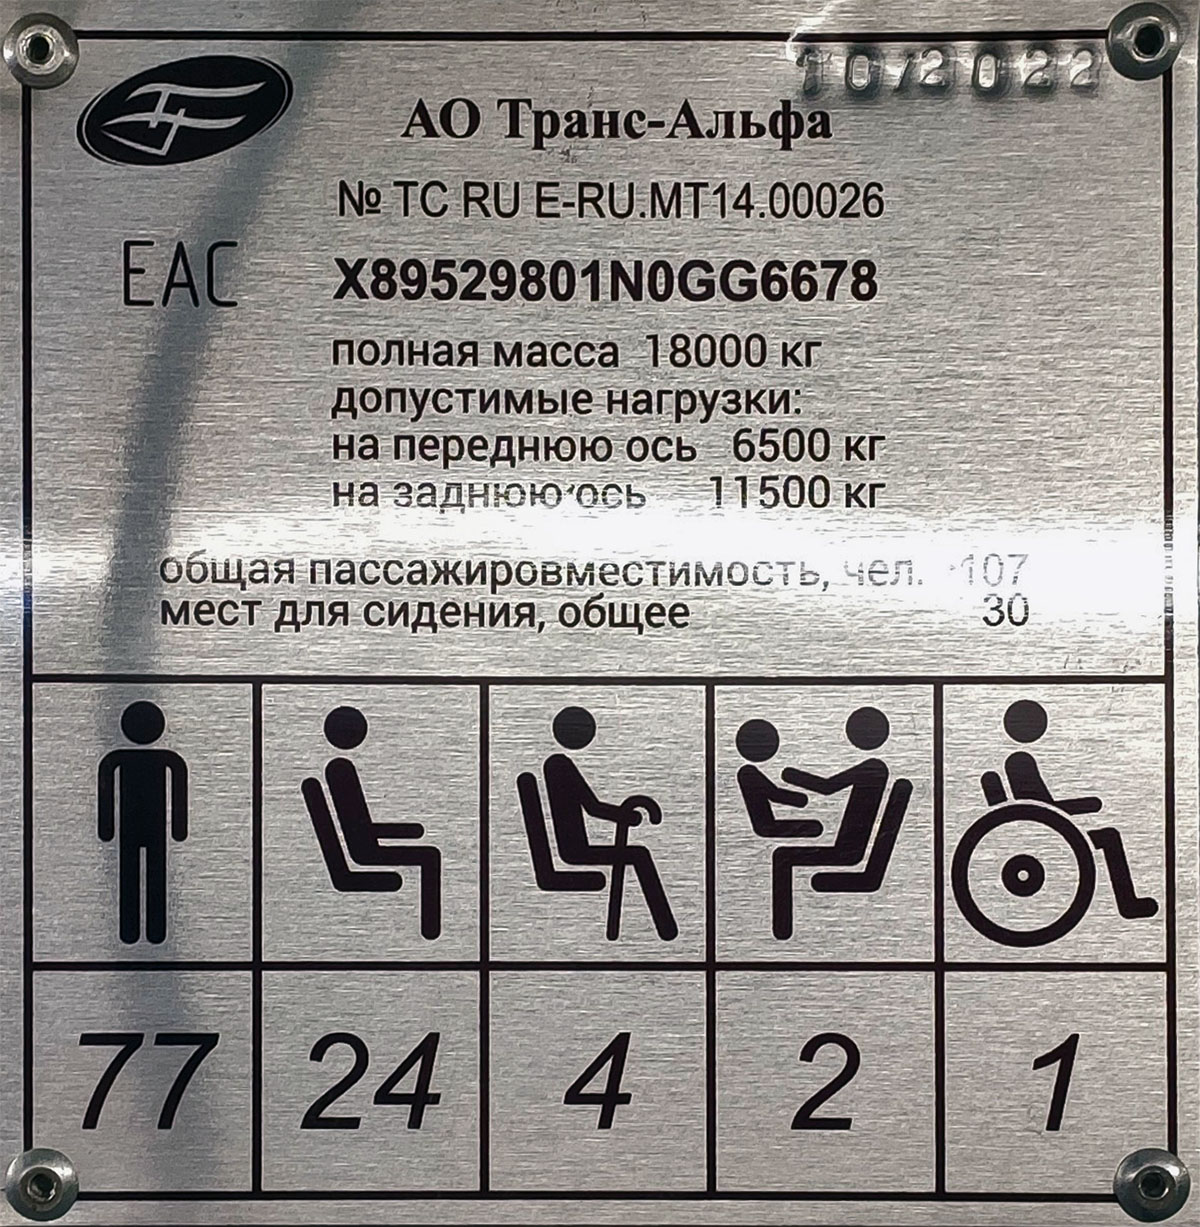 10/2022
АО Транс-Альфа
№ ТС RU E-RU.MT14.00026
EAC
X89529801N0GG6678
полная масса 18000 кг
допустимые нагрузки:
на переднюю ось 6500 кг
на заднюю ось 11500 кг
общая пассажировместимость, чел. 107
мест для сидения, общее 30
77 24 4 2 1